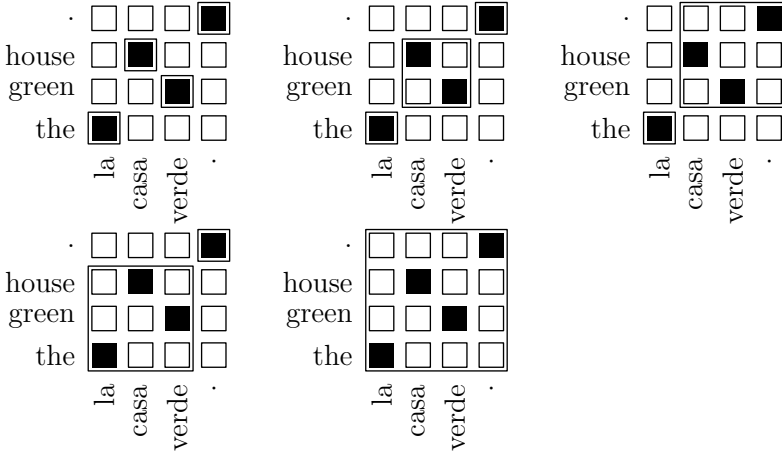 .
house
green
the
la casa verde .
.
house
green
the
la casa verde .
.
house
green
the
la casa verde .
.
house
green
the
la casa verde .
.
house
green
the
la casa verde .